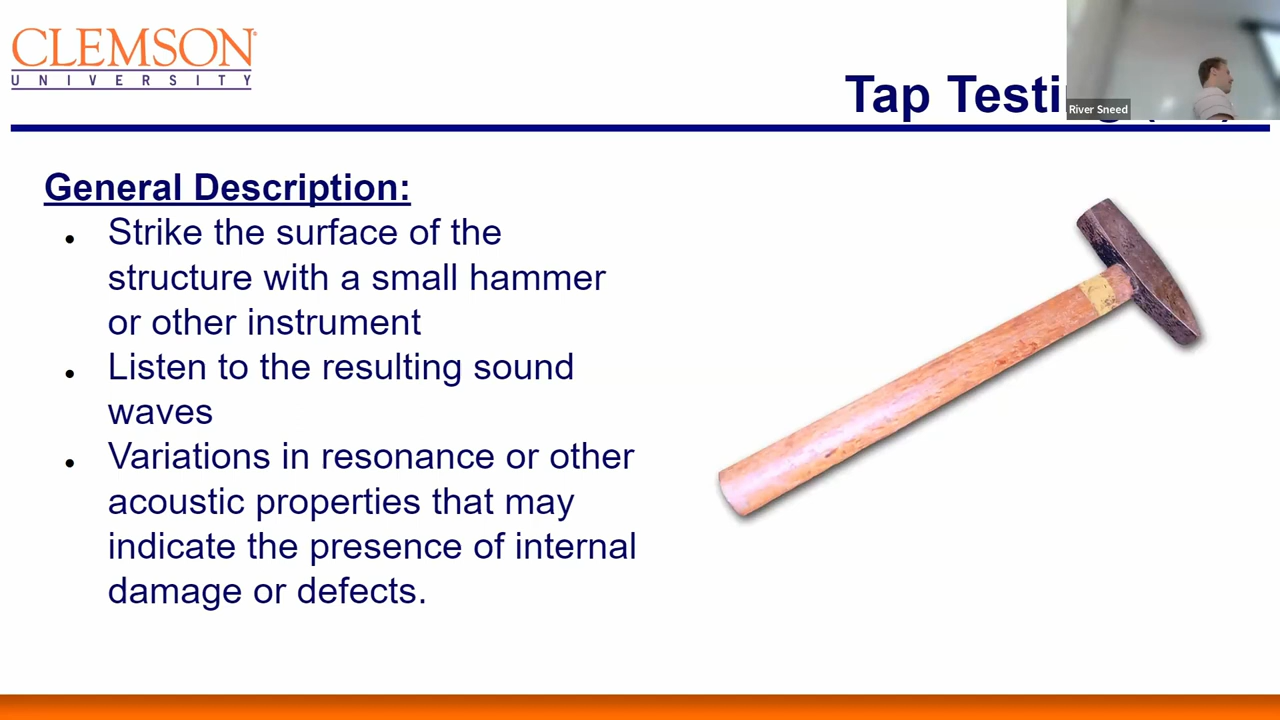 CLEMSON
UNIVERSITY
Tap
River Sneed
General Description:
Strike the surface of the
structure with a small hammer
or other instrument
Listen to the resulting sound
waves
Variations in resonance or other
acoustic properties that may
indicate the presence of internal
damage or defects.